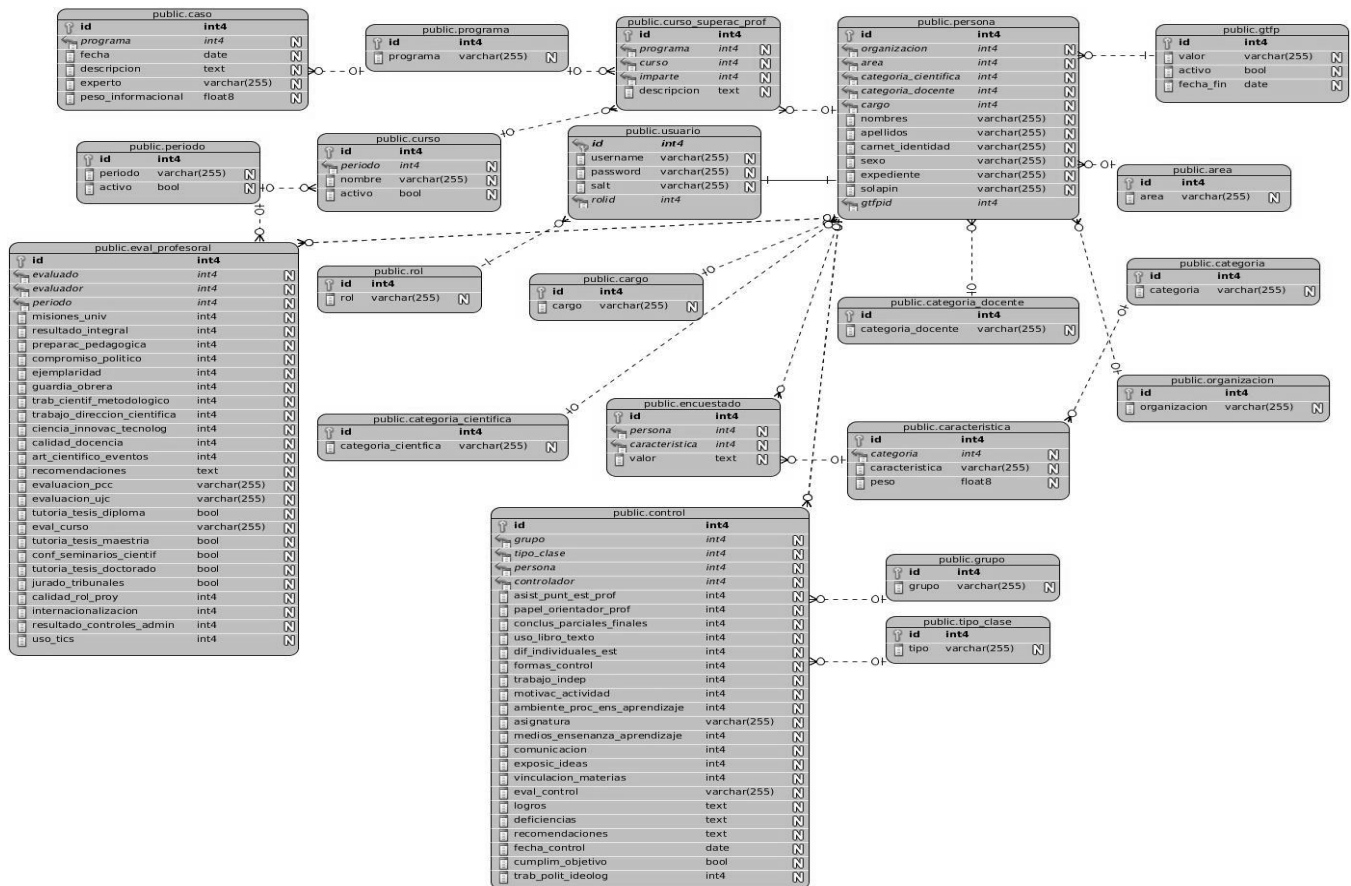 public.caso
id int4
programa int4 N
fecha date N
descripcion text N
experto varchar(255) N
peso_informacional float8 N
public.programa
id int4
programa varchar(255) N
public.curso_superac_prof
id int4
programa int4 N
curso int4 N
imparte int4 N
descripcion text N
public.persona
id int4
organizacion int4 N
area int4 N
categoria_cientifica int4 N
categoria_docente int4 N
cargo int4 N
nombres varchar(255) N
apellidos varchar(255) N
carnet_identidad varchar(255) N
sexo varchar(255) N
expediente varchar(255) N
solapin varchar(255) N
gtfpid int4
public.gtfp
id int4
valor varchar(255) N
activo bool N
fecha_fin date N
public.periodo
id int4
periodo varchar(255) N
activo bool N
public.curso
id int4
periodo int4 N
nombre varchar(255) N
activo bool N
public.usuario
id int4
username varchar(255) N
password varchar(255) N
salt varchar(255) N
rolid int4
public.area
id int4
area varchar(255) N
public.eval_profesoral
id int4
evaluado int4 N
evaluador int4 N
periodo int4 N
misiones_univ int4 N
resultado_integral int4 N
preparac_pedagogica int4 N
compromiso_politico int4 N
ejemplaridad int4 N
guardia_obrera int4 N
trab_cientif_metodologico int4 N
trabajo_direccion_cientifica int4 N
ciencia_innovac_tecnolog int4 N
calidad_docencia int4 N
art_cientifico_eventos int4 N
recomendaciones text N
evaluacion_pcc varchar(255) N
evaluacion_ujc varchar(255) N
tutoria_tesis_diploma bool N
eval_curso varchar(255) N
tutoria_tesis_maestria bool N
conf_seminarios_cientif bool N
tutoria_tesis_doctorado bool N
jurado_tribunales bool N
calidad_rol_proy int4 N
internacionalizacion int4 N
resultado_controles_admin int4 N
uso_tics int4 N
public.rol
id int4
rol varchar(255) N
public.cargo
id int4
cargo varchar(255) N
public.categoria_docente
id int4
categoria_docente varchar(255) N
public.categoria
id int4
categoria varchar(255) N
public.organizacion
id int4
organizacion varchar(255) N
public.categoria_cientifica
id int4
categoria_cientfica varchar(255) N
public.encuestado
id int4
persona int4 N
caracteristica int4 N
valor text N
public.caracteristica
id int4
categoria int4 N
caracteristica varchar(255) N
peso float8 N
public.control
id int4
grupo int4 N
tipo_clase int4 N
persona int4 N
controlador int4 N
asist_punt_est_prof int4 N
papel_orientador_prof int4 N
conclus_parciales_finales int4 N
uso_libro_texto int4 N
dif_individuales_est int4 N
formas_control int4 N
trabajo_indep int4 N
motivac_actividad int4 N
ambiente_proc_ens_aprendizaje int4 N
asignatura varchar(255) N
medios_ensenanza_aprendizaje int4 N
comunicacion int4 N
exposic_ideas int4 N
vinculacion_materias int4 N
eval_control varchar(255) N
logros text N
deficiencias text N
recomendaciones text N
fecha_control date N
cumplim_objetivo bool N
trab_polit_ideolog int4 N
public.grupo
id int4
grupo varchar(255) N
public.tipo_clase
id int4
tipo varchar(255) N